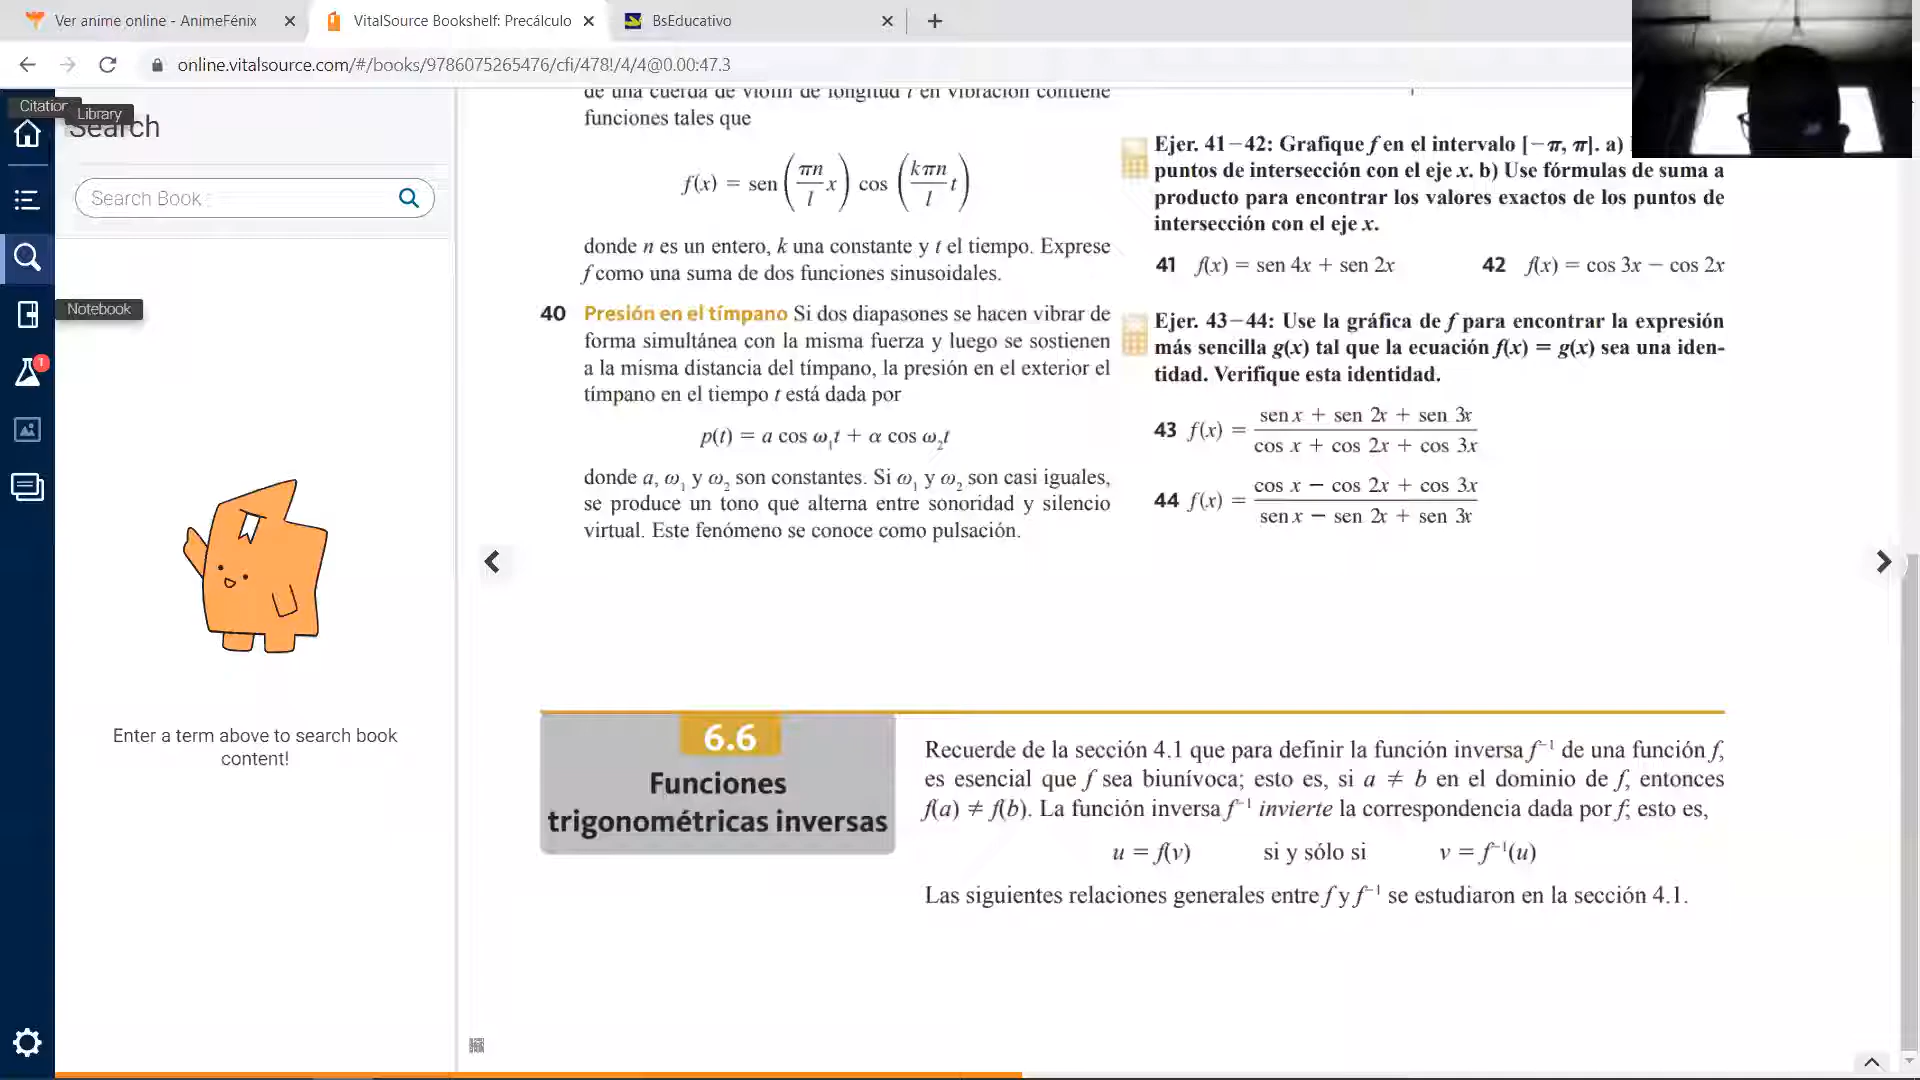 Ver anime online - AnimeFénix
VitalSource Bookshelf: Precálculo
BsEducativo
online.vitalsource.com/#/books/9786075265476/cfi/478!/4/4@0.00:47.3
Citation
Library
Search
Search Book
Notebook
1
Enter a term above to search book
content!
de una cuerda de violín de longitud l en vibración contiene
funciones tales que
f(x) = sen (πn/l x) cos (kπn/l t)
donde n es un entero, k una constante y t el tiempo. Exprese
f como una suma de dos funciones sinusoidales.
40 Presión en el tímpano Si dos diapasones se hacen vibrar de
forma simultánea con la misma fuerza y luego se sostienen
a la misma distancia del tímpano, la presión en el exterior el
tímpano en el tiempo t está dada por
p(t) = a cos ω₁t + α cos ω₂t
donde a, ω₁ y ω₂ son constantes. Si ω₁ y ω₂ son casi iguales,
se produce un tono que alterna entre sonoridad y silencio
virtual. Este fenómeno se conoce como pulsación.
Ejer. 41–42: Grafique f en el intervalo [−π, π]. a)
puntos de intersección con el eje x. b) Use fórmulas de suma a
producto para encontrar los valores exactos de los puntos de
intersección con el eje x.
41 f(x) = sen 4x + sen 2x 42 f(x) = cos 3x − cos 2x
Ejer. 43–44: Use la gráfica de f para encontrar la expresión
más sencilla g(x) tal que la ecuación f(x) = g(x) sea una iden-
tidad. Verifique esta identidad.
43 f(x) = (sen x + sen 2x + sen 3x)/(cos x + cos 2x + cos 3x)
44 f(x) = (cos x − cos 2x + cos 3x)/(sen x − sen 2x + sen 3x)
6.6
Funciones
trigonométricas inversas
Recuerde de la sección 4.1 que para definir la función inversa f⁻¹ de una función f,
es esencial que f sea biunívoca; esto es, si a ≠ b en el dominio de f, entonces
f(a) ≠ f(b). La función inversa f⁻¹ invierte la correspondencia dada por f; esto es,
u = f(v) si y sólo si v = f⁻¹(u)
Las siguientes relaciones generales entre f y f⁻¹ se estudiaron en la sección 4.1.